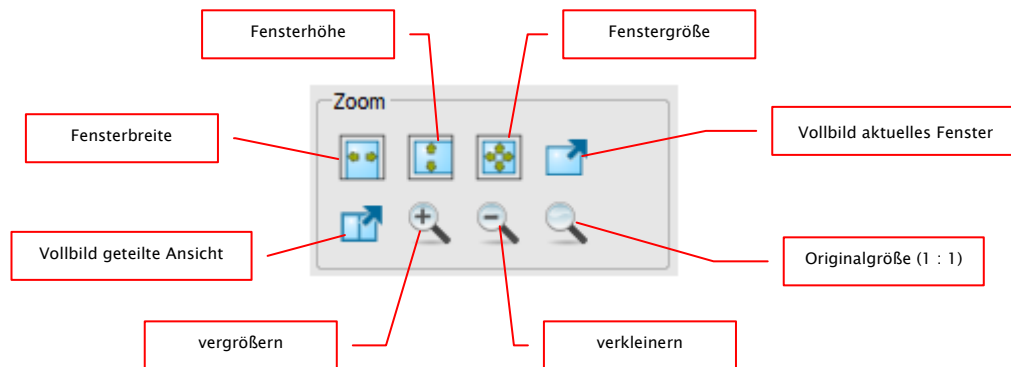 Fensterhöhe
Fenstergröße
Zoom
Fensterbreite
Vollbild aktuelles Fenster
Vollbild geteilte Ansicht
Originalgröße (1 : 1)
vergrößern
verkleinern